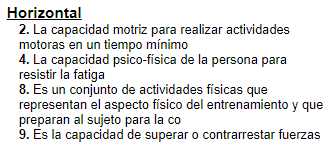 Horizontal
2. La capacidad motriz para realizar actividades
motoras en un tiempo mínimo
4. La capacidad psico-física de la persona para
resistir la fatiga
8. Es un conjunto de actividades físicas que
representan el aspecto físico del entrenamiento y que
preparan al sujeto para la co
9. Es la capacidad de superar o contrarrestar fuerzas